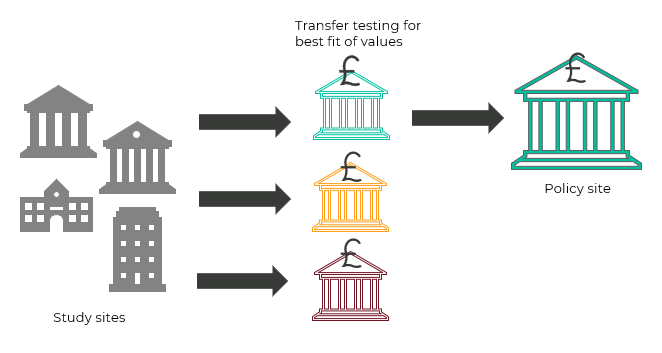 Transfer testing for
best fit of values
£
£
£
£
Policy site
Study sites